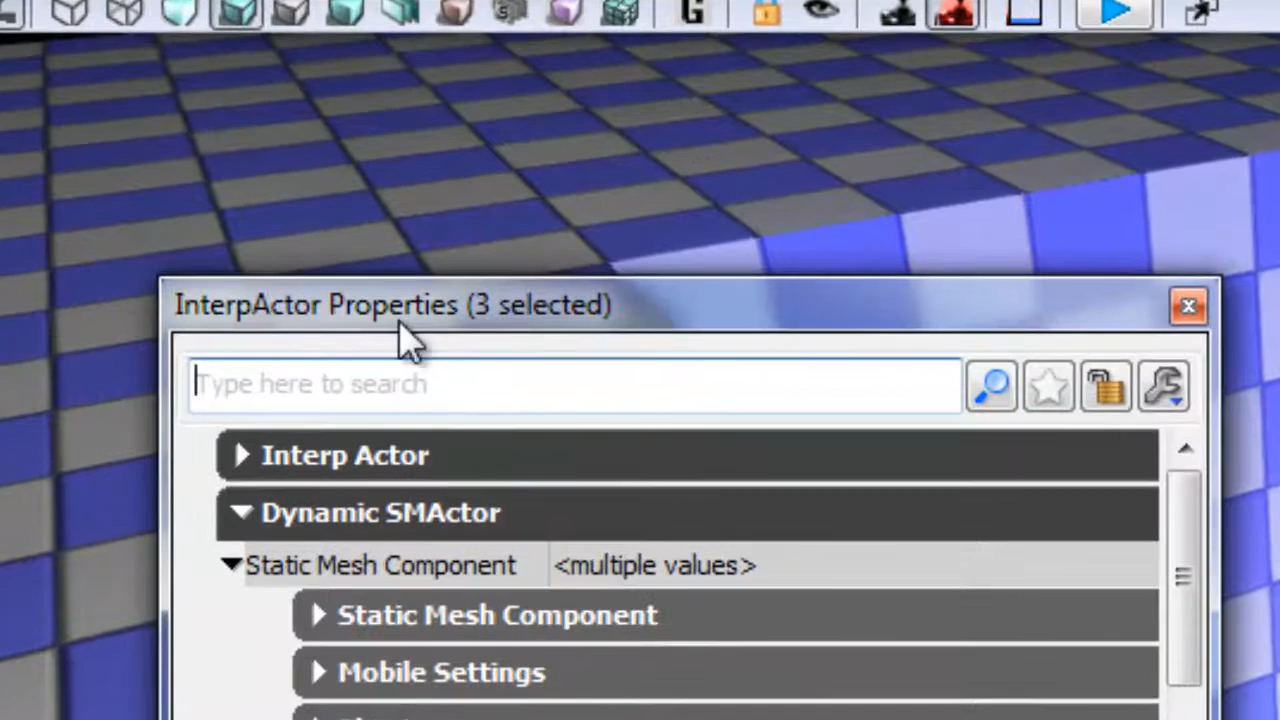 G
InterpActor Properties (3 selected)
Type here to search
Interp Actor
Dynamic SMActor
Static Mesh Component <multiple values>
Static Mesh Component
Mobile Settings